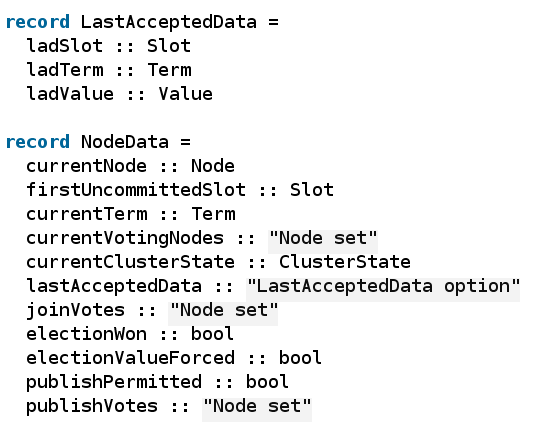 record LastAcceptedData =
  ladSlot :: Slot
  ladTerm :: Term
  ladValue :: Value

record NodeData =
  currentNode :: Node
  firstUncommittedSlot :: Slot
  currentTerm :: Term
  currentVotingNodes :: "Node set"
  currentClusterState :: ClusterState
  lastAcceptedData :: "LastAcceptedData option"
  joinVotes :: "Node set"
  electionWon :: bool
  electionValueForced :: bool
  publishPermitted :: bool
  publishVotes :: "Node set"